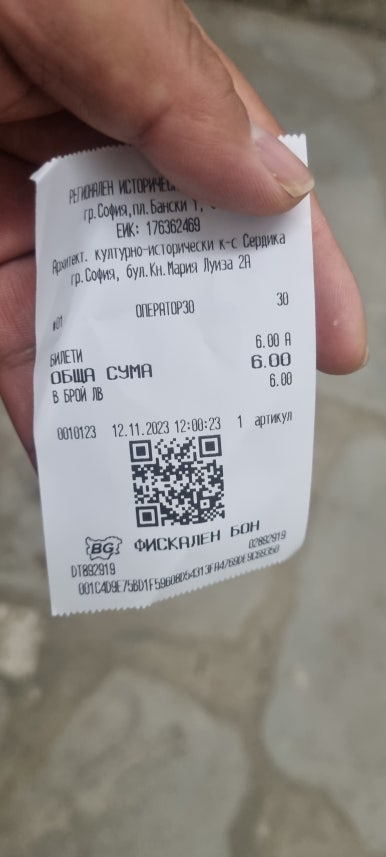 РЕГИОНАЛЕН
гр.София,пл. Бански 1,
ЕИК: 176362469
Архитект. културно-исторически к-с Сердика
гр.София, бул.Кн.Мария Луиза 2А
#01 ОПЕРАТОР30 30
БИЛЕТИ 6.00 А
ОБЩА СУМА 6.00
В БРОЙ ЛВ 6.00
0010123 12.11.2023 12:00:23 1 артикул
BG ФИСКАЛЕН БОН
DT892919 02892919